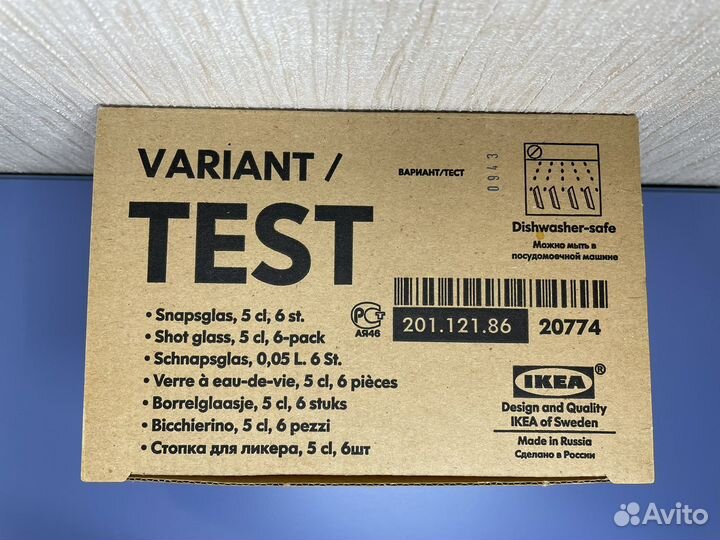 VARIANT /
ВАРИАНТ/ТЕСТ
0943
TEST
Dishwasher-safe
Можно мыть в
посудомоечной машине
• Snapsglas, 5 cl, 6 st.
• Shot glass, 5 cl, 6-pack
• Schnapsglas, 0,05 L. 6 St.
• Verre à eau-de-vie, 5 cl, 6 pièces
• Borrelglaasje, 5 cl, 6 stuks
• Bicchierino, 5 cl, 6 pezzi
• Стопка для ликера, 5 cl, 6шт
РСТ
АЯ46
201.121.86 20774
IKEA®
Design and Quality
IKEA of Sweden
Made in Russia
Сделано в России
Avito